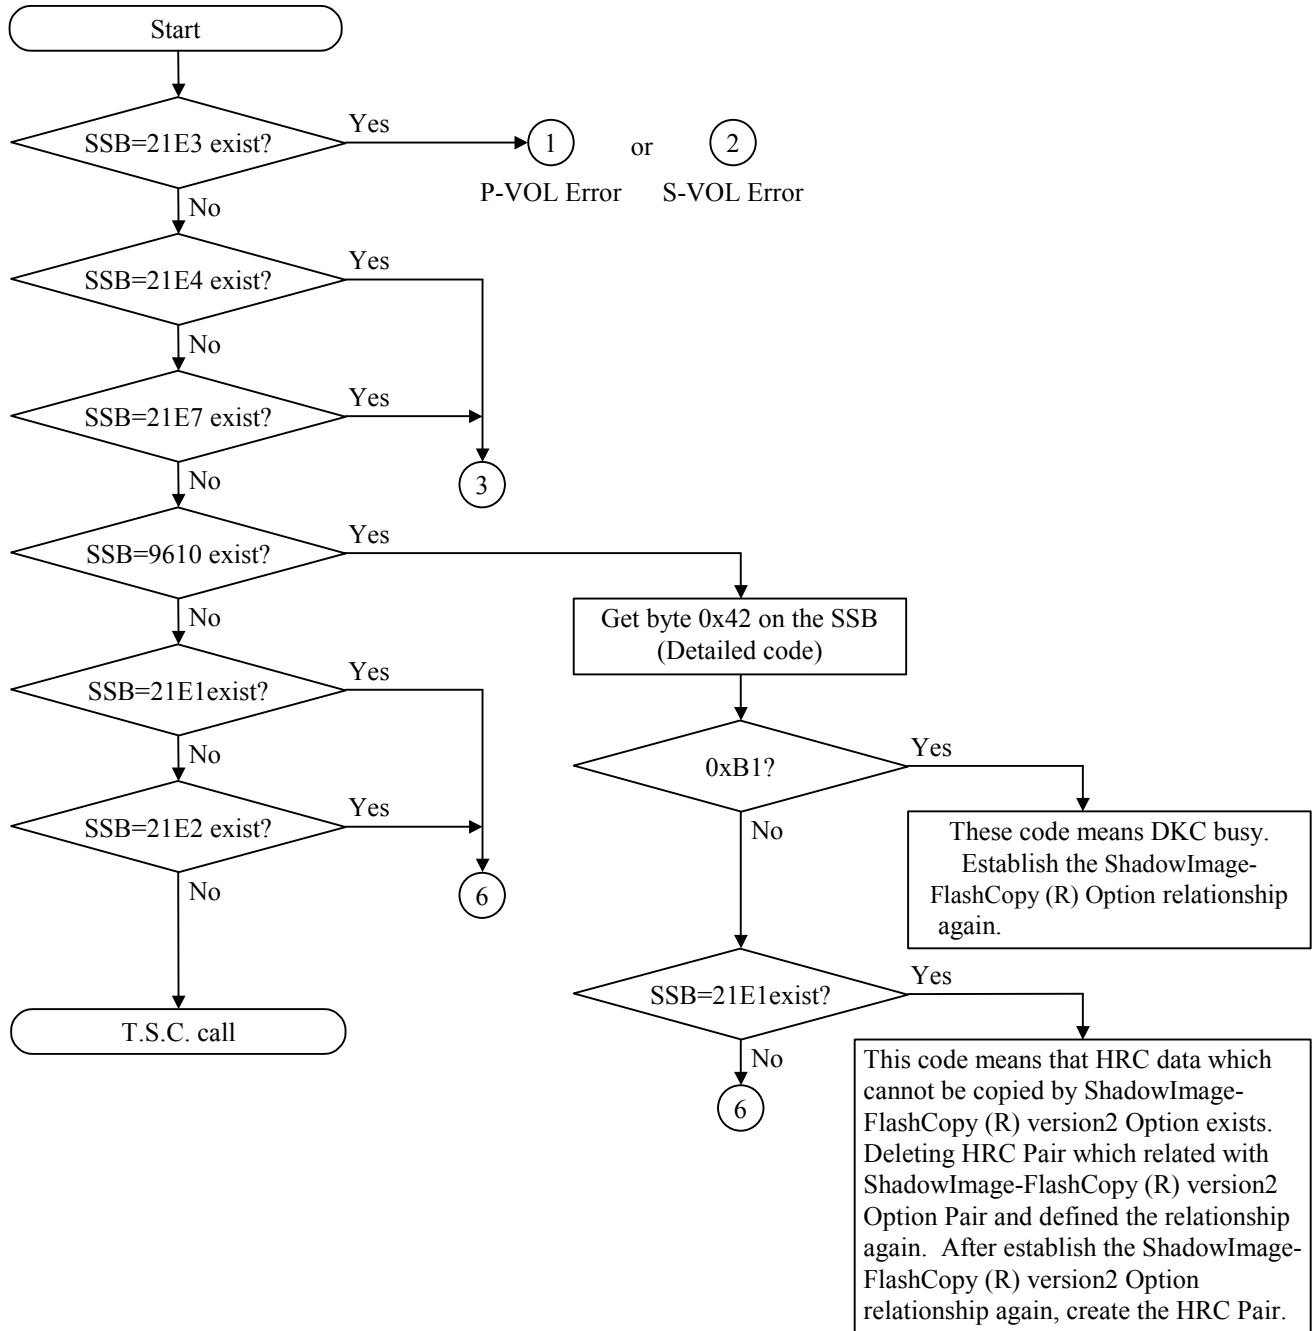 Start
SSB=21E3 exist?
Yes
1
or
2
P-VOL Error
S-VOL Error
No
SSB=21E4 exist?
Yes
No
SSB=21E7 exist?
Yes
3
No
SSB=9610 exist?
Yes
No
Get byte 0x42 on the SSB
(Detailed code)
SSB=21E1exist?
Yes
No
0xB1?
Yes
No
SSB=21E2 exist?
Yes
6
No
These code means DKC busy.
Establish the ShadowImage-
FlashCopy (R) Option relationship
again.
SSB=21E1exist?
Yes
No
6
T.S.C. call
This code means that HRC data which
cannot be copied by ShadowImage-
FlashCopy (R) version2 Option exists.
Deleting HRC Pair which related with
ShadowImage-FlashCopy (R) version2
Option Pair and defined the relationship
again.  After establish the ShadowImage-
FlashCopy (R) version2 Option
relationship again, create the HRC Pair.